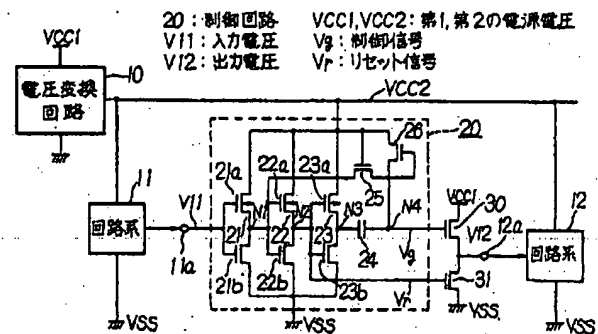 20:制御回路 VCC1,VCC2:第1,第2の電源電圧
V11:入力電圧 Vg:制御信号
V12:出力電圧 Vr:リセット信号
VCC1
10
電圧変換
回路
VCC2
20
26
21a
22a
23a
25
11
V11
回路系
11a
21
N1
22
N2
23
N3
24
N4
Vg
VCC1
30
V12
12a
12
回路系
21b
22b
23b
Vr
31
VSS
VSS
VSS
VSS